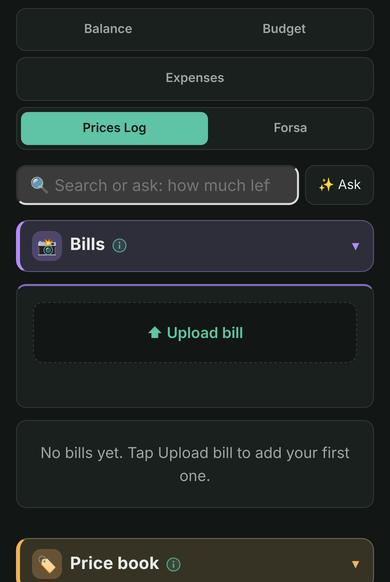 Balance
Budget
Expenses
Prices Log
Forsa
Search or ask: how much lef
Ask
Bills
Upload bill
No bills yet. Tap Upload bill to add your first
one.
Price book